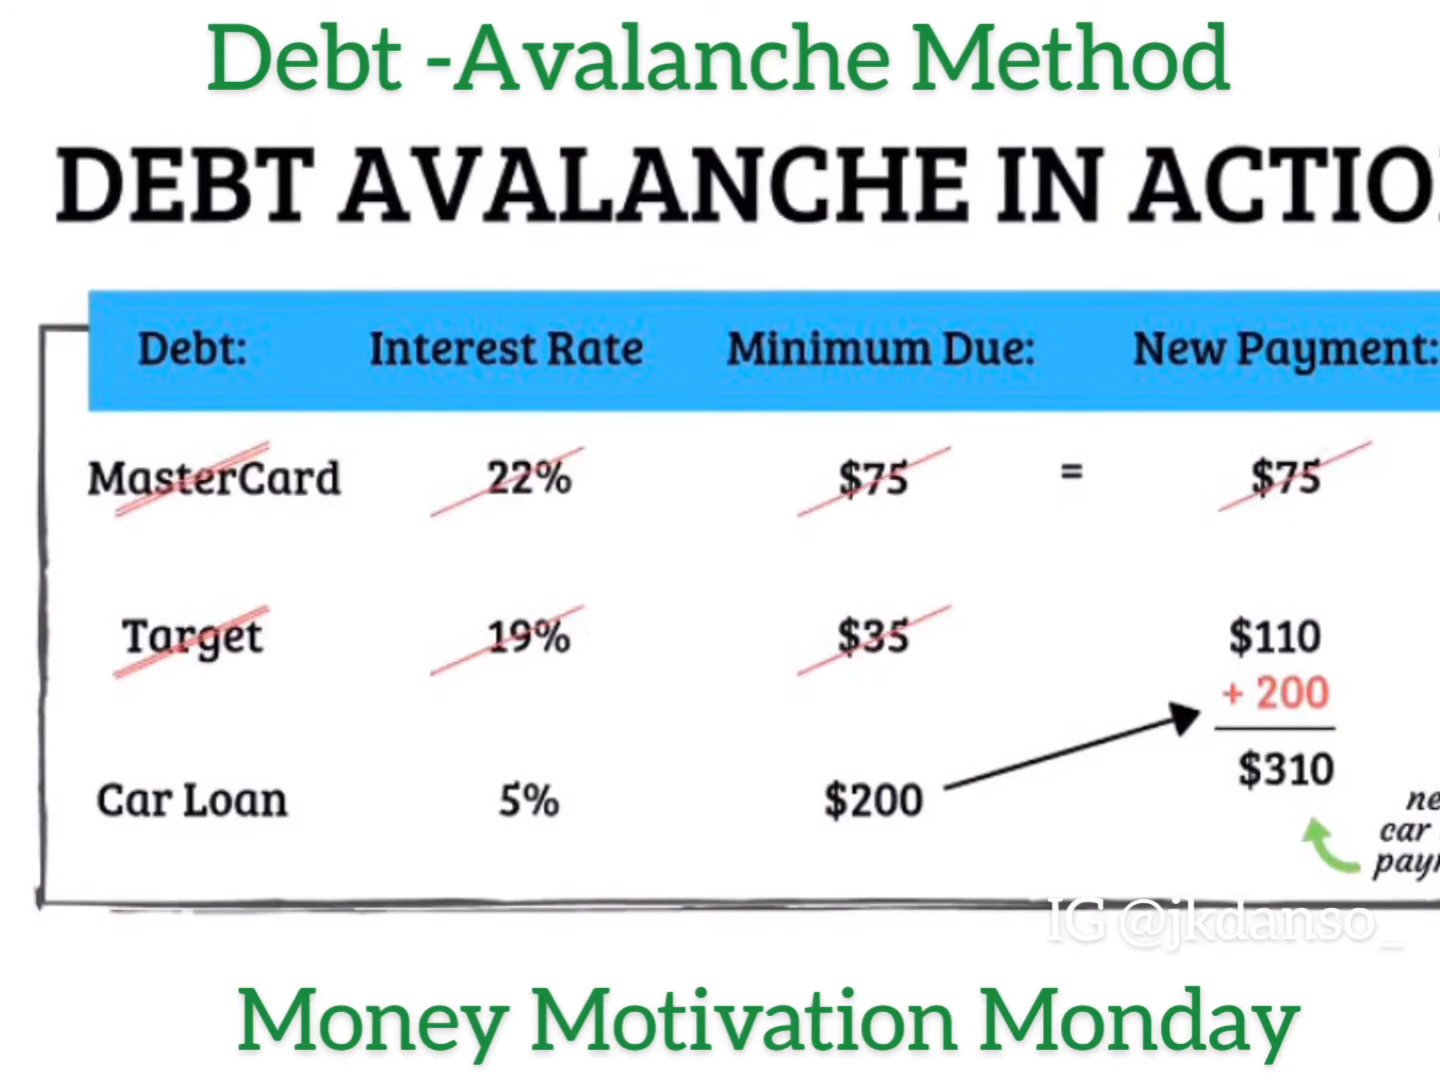 Debt -Avalanche Method
DEBT AVALANCHE IN ACTIO
Debt: Interest Rate Minimum Due: New Payment:
MasterCard 22% $75 = $75
Target 19% $35 $110
+ 200
Car Loan 5% $200 $310
car
IG @jkdanso_
Money Motivation Monday